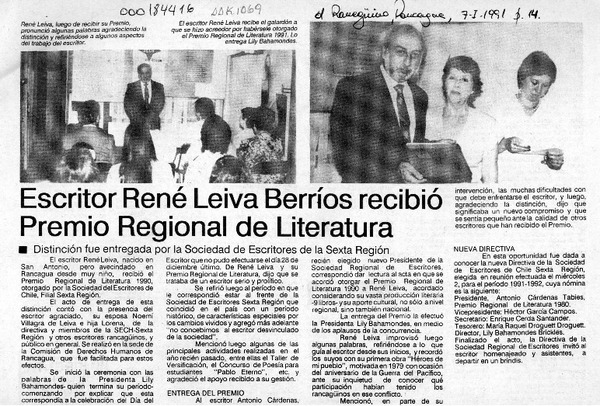 000184416
el Rancagüino Rancagua, 7-I-1991 p. 14.
René Leiva, luego de recibir su Premio,
pronunció algunas palabras agradeciendo la
distinción y refiriéndose a algunos aspectos
del trabajo del escritor.
El escritor René Leiva recibe el galardón a
que se hizo acreedor por habérsele otorgado
el Premio Regional de Literatura 1991. Lo
entrega Lily Bahamondes.
Escritor René Leiva Berríos recibió
Premio Regional de Literatura
■ Distinción fue entregada por la Sociedad de Escritores de la Sexta Región
El escritor René Leiva, nacido en
San Antonio, pero avecindado en
Rancagua desde muy niño, recibió el
Premio Regional de Literatura 1990,
otorgado por la Sociedad de Escritores de
Chile, Filial Sexta Región.
El acto de entrega de esta
distinción contó con la presencia del
escritor agraciado, su esposa Noemí
Villagra de Leiva e hija Lorena, de la
directiva y miembros de la SECH-Sexta
Región y otros escritores rancagüinos, y
público en general. Se realizó en la sede de
la Comisión de Derechos Humanos de
Rancagua, que fue facilitada para estos
efectos.
Se inició la ceremonia con las
palabras de la Presidenta Lily
Bahamondes-quien termina su período-
comenzando por explicar que esta
correspondía a la celebración del Día del
Escritor que no pudo efectuarse el día 28 de
diciembre último. De René Leiva y su
Premio Regional de Literatura, dijo que se
trataba de un escritor serio y prolífico.
Se refirió luego al período en que
le correspondió estar al frente de la
Sociedad de Escritores Sexta Región que
coincidió en el país con un período
histórico, de características especiales por
los cambios vividos y agregó más adelante
"no concebimos al escritor desvinculado
de la sociedad".
Mencionó luego algunas de las
principales actividades realizadas en el
año recién pasado, entre ellas el Taller
de Versificación, el Concurso de Poesía para
estudiantes "Pablo Eterno", etc. y
agradeció el apoyo recibido a su gestión.
ENTREGA DEL PREMIO
Al escritor Antonio Cárdenas,
recién elegido nuevo Presidente de la
Sociedad Regional de Escritores,
correspondió dar lectura al acta en que se
acordó otorgar el Premio Regional de
Literatura 1990 a René Leiva, acordado
considerando su vasta producción literaria
-9 libros- y su aporte cultural, no sólo a nivel
regional, sino también nacional.
La entrega del Premio la efectuó
la Presidenta Lily Bahamondes, en medio
de los aplausos de la concurrencia.
René Leiva improvisó luego
algunas palabras, refiriéndose a lo que
guía al escritor desde sus inicios, y recordó
los suyos con su primera obra "Héroes de
mi pueblo", motivada en 1979 con ocasión
del aniversario de la Guerra del Pacífico,
ante su inquietud de conocer qué
participación habían tenido los
rancagüinos en ese conflicto.
Mencionó, en parte de su
intervención, las muchas dificultades con
que debe enfrentarse el escritor, y luego,
agradeciendo la distinción, dijo que
significaba un nuevo compromiso y que
se sentía pequeño ante la calidad de otros
escritores que han recibido el Premio.
NUEVA DIRECTIVA
En esta oportunidad fue dada a
conocer la nueva Directiva de la Sociedad
de Escritores de Chile Sexta Región,
elegida en reunión efectuada el miércoles
2, para el período 1991-1992, cuya nómina
es la siguiente:
Presidente, Antonio Cárdenas Tabies,
Premio Regional de Literatura 1980.
Vicepresidente: Héctor García Campos.
Secretario: Enrique Cerda Santander.
Tesorero: María Raquel Droguett Droguett.
Director, Lily Bahamondes Briciolas.
Finalizado el acto, la Directiva de la
Sociedad Regional de Escritores, invitó al
escritor homenajeado y asistentes, a
departir en un brindis.